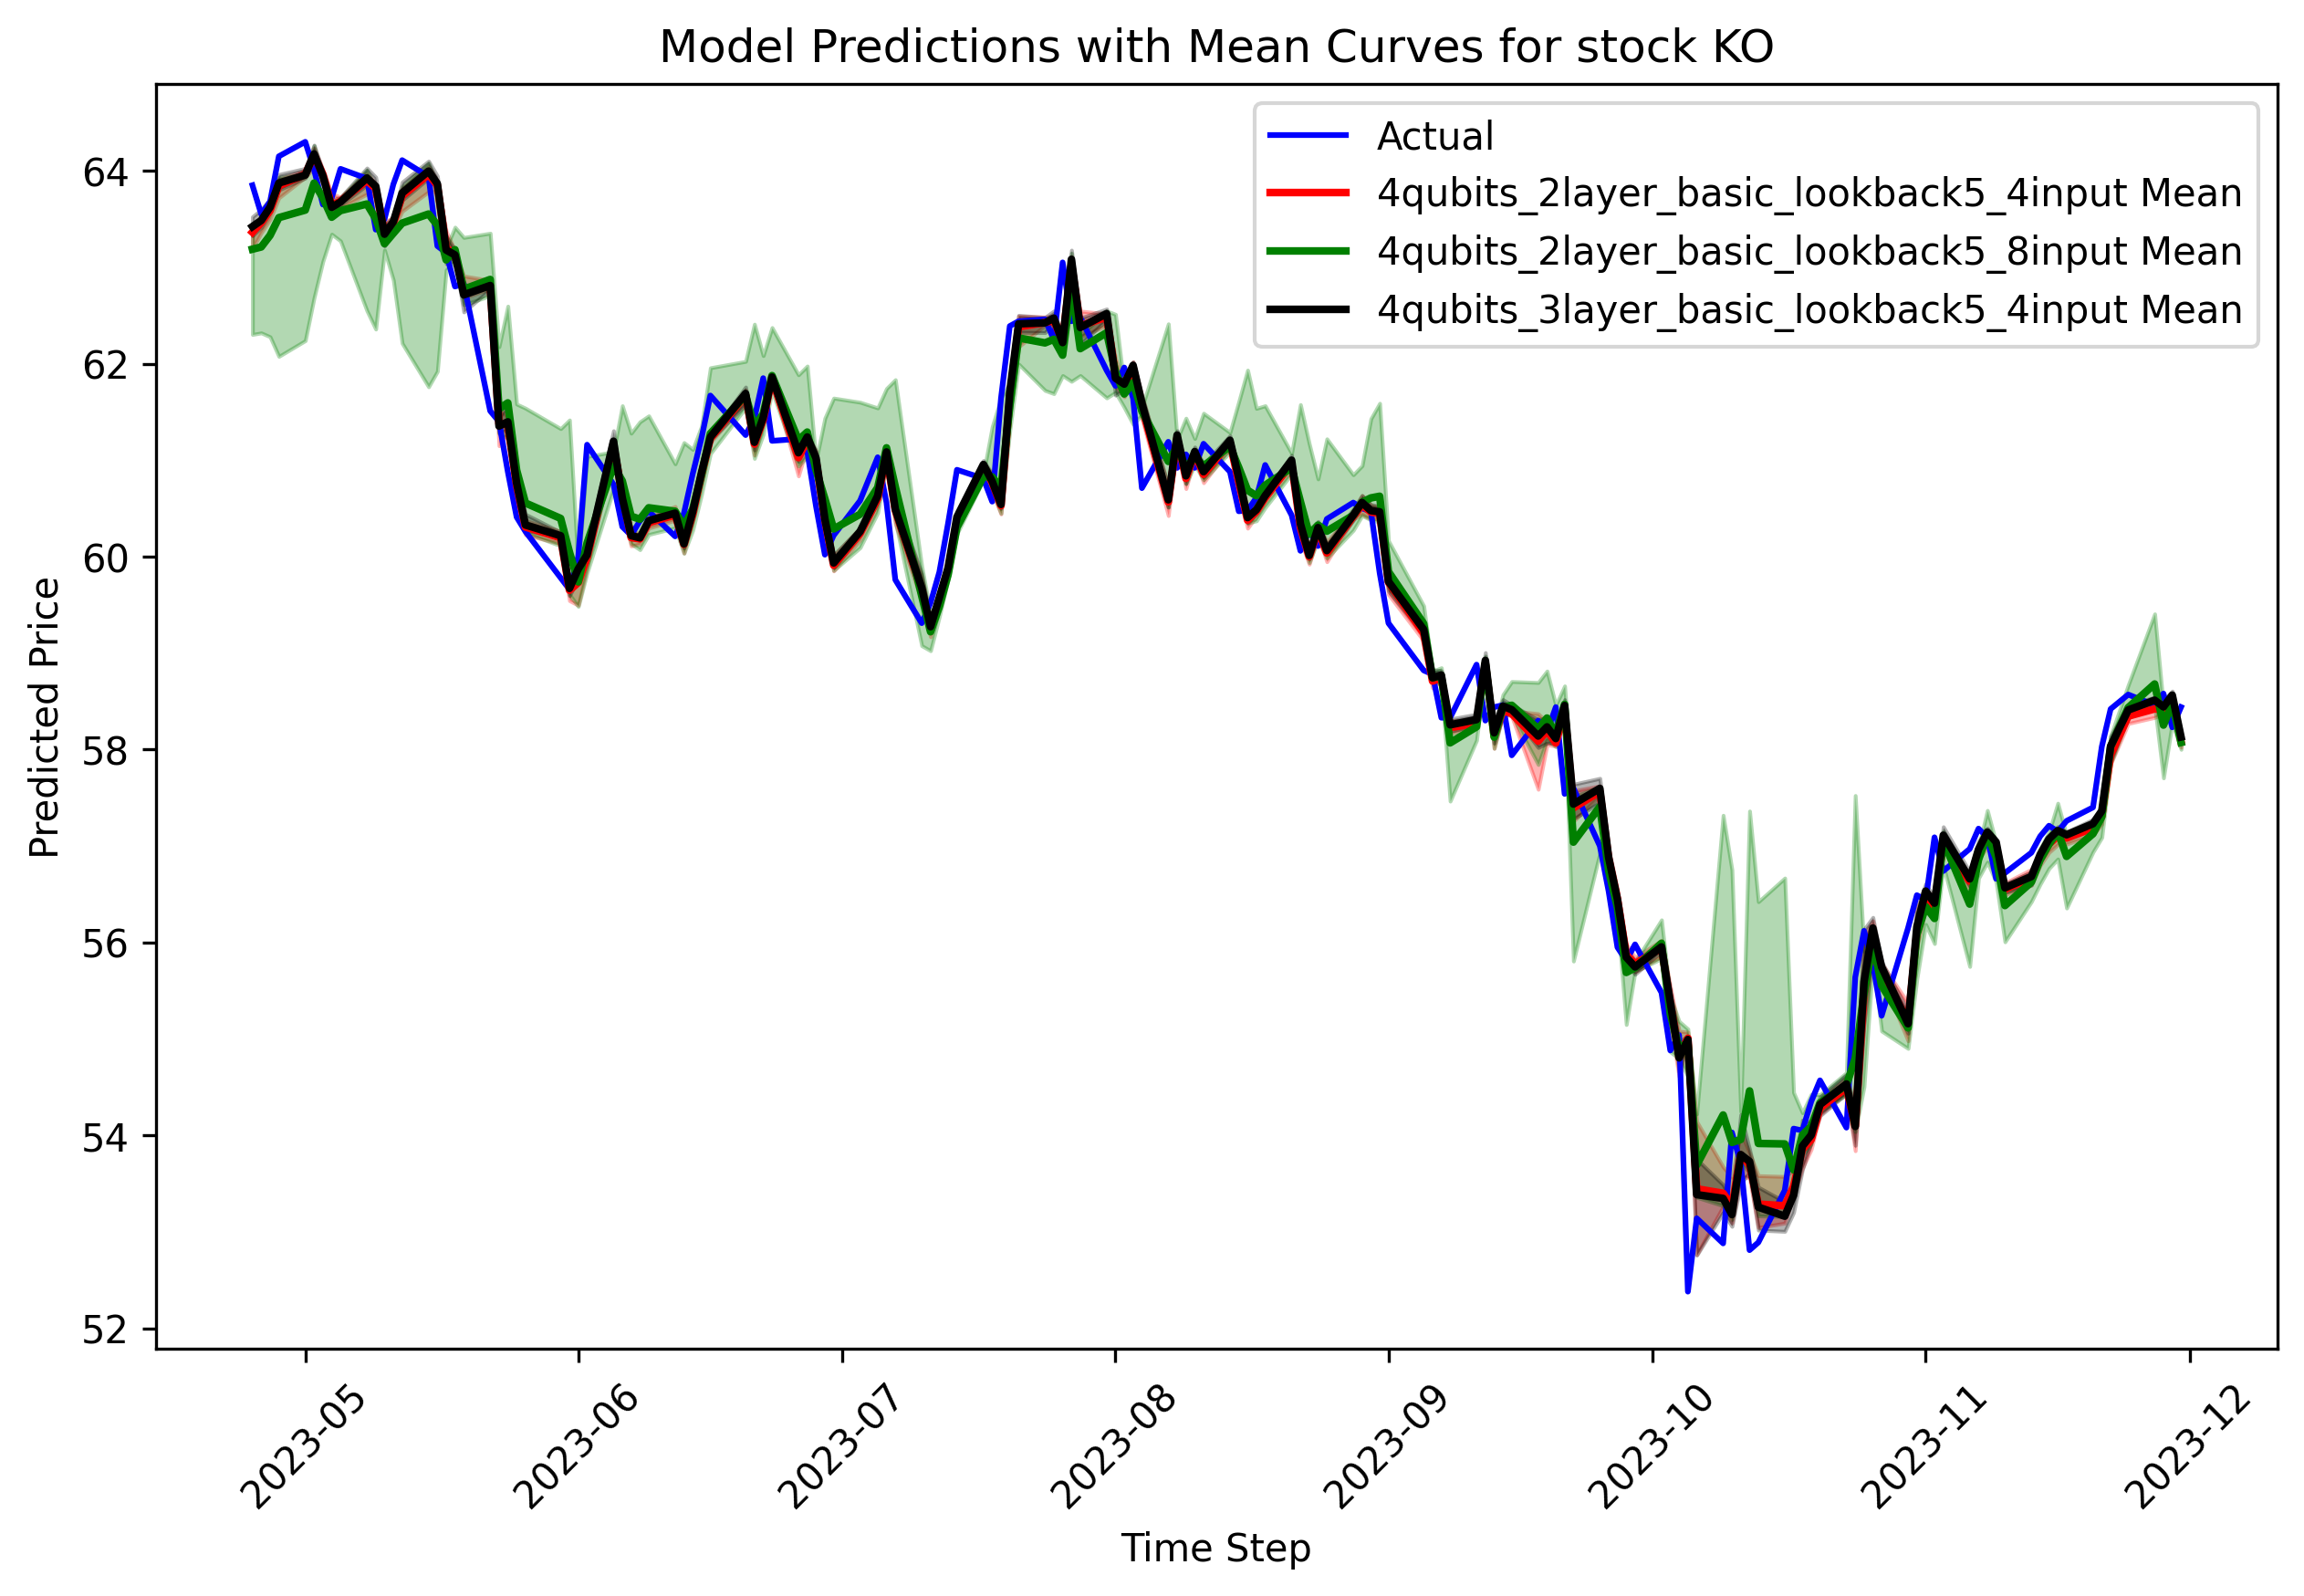 Model Predictions with Mean Curves for stock KO
Actual
4qubits_2layer_basic_lookback5_4input Mean
4qubits_2layer_basic_lookback5_8input Mean
4qubits_3layer_basic_lookback5_4input Mean
Predicted Price
64
62
60
58
56
54
52
2023-05
2023-06
2023-07
2023-08
2023-09
2023-10
2023-11
2023-12
Time Step